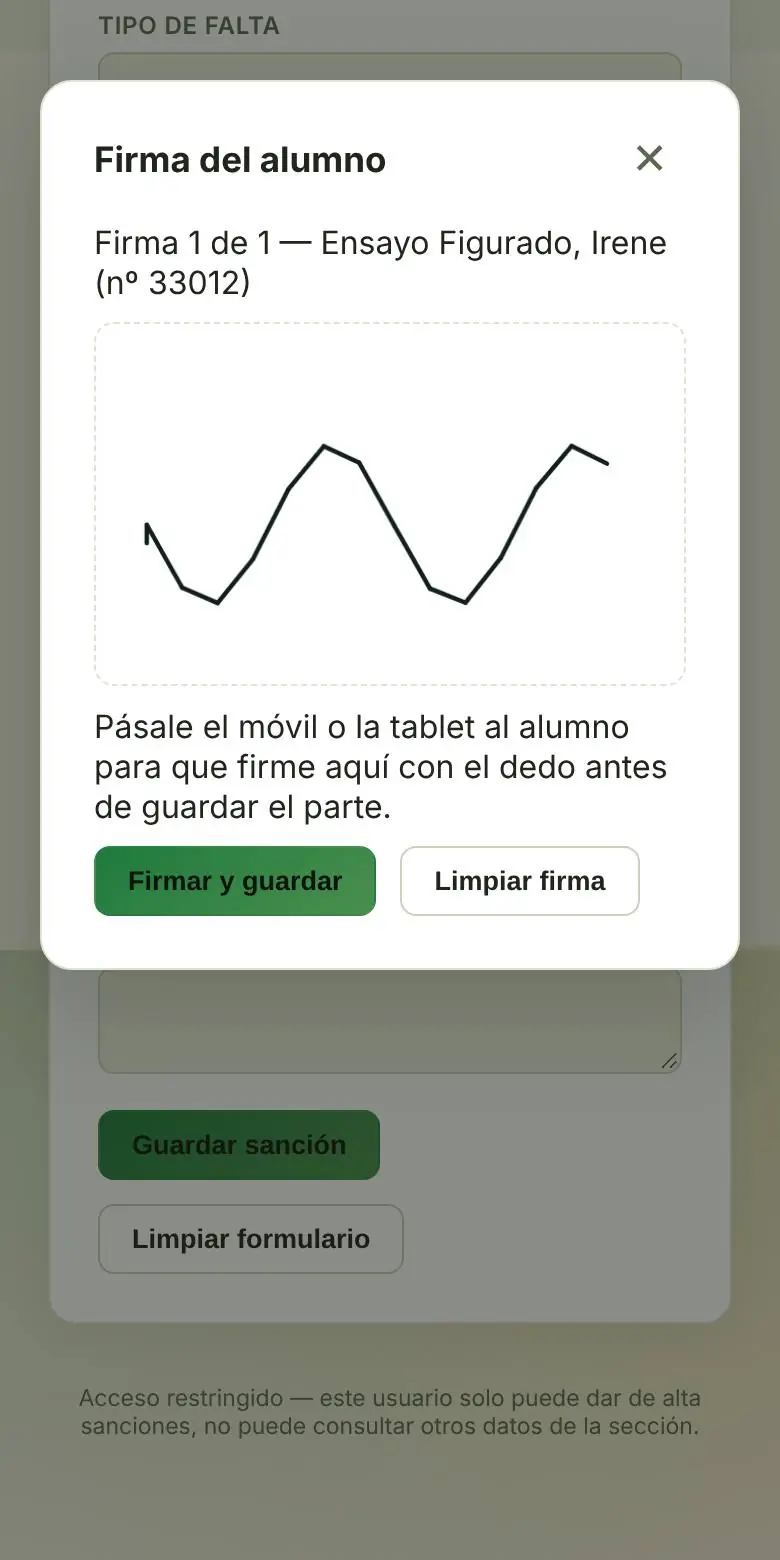 TIPO DE FALTA
Firma del alumno
Firma 1 de 1 — Ensayo Figurado, Irene
(nº 33012)
Pásale el móvil o la tablet al alumno
para que firme aquí con el dedo antes
de guardar el parte.
Firmar y guardar
Limpiar firma
Guardar sanción
Limpiar formulario
Acceso restringido — este usuario solo puede dar de alta
sanciones, no puede consultar otros datos de la sección.